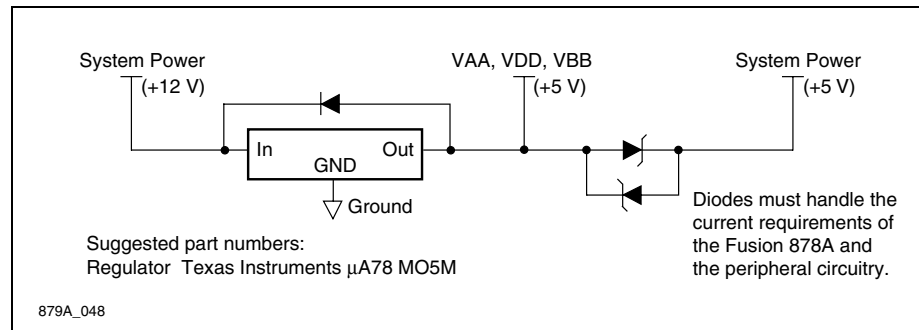 System Power
(+12 V)
VAA, VDD, VBB
(+5 V)
System Power
(+5 V)
In
Out
GND
Ground
Diodes must handle the
current requirements of
the Fusion 878A and
the peripheral circuitry.
Suggested part numbers:
Regulator Texas Instruments μA78 MO5M
879A_048